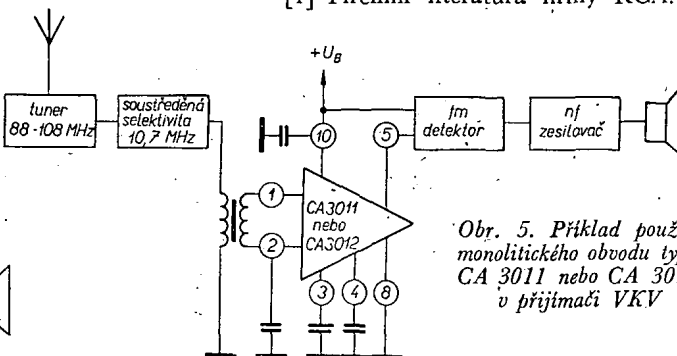 [1] Firemní literatura firmy RCA.
+U_B
tuner
88-108 MHz
soustředěná
selektivita
10,7 MHz
fm
detektor
nf
zesilovač
10
5
1
2
CA3011
nebo
CA3012
3
4
8
Obr. 5. Příklad použ
monolitického obvodu ty
CA 3011 nebo CA 30
v přijímači VKV